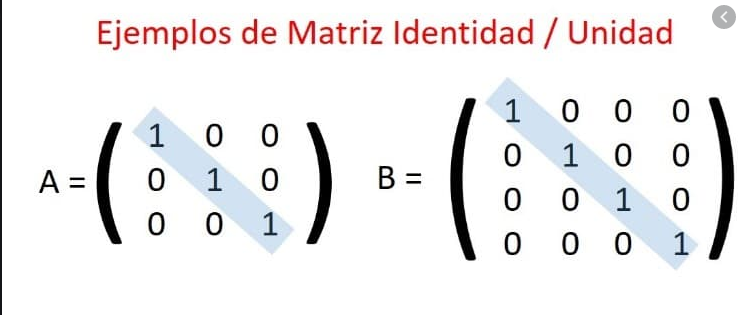 Ejemplos de Matriz Identidad / Unidad
A =
1 0 0
0 1 0
0 0 1
B =
1 0 0 0
0 1 0 0
0 0 1 0
0 0 0 1